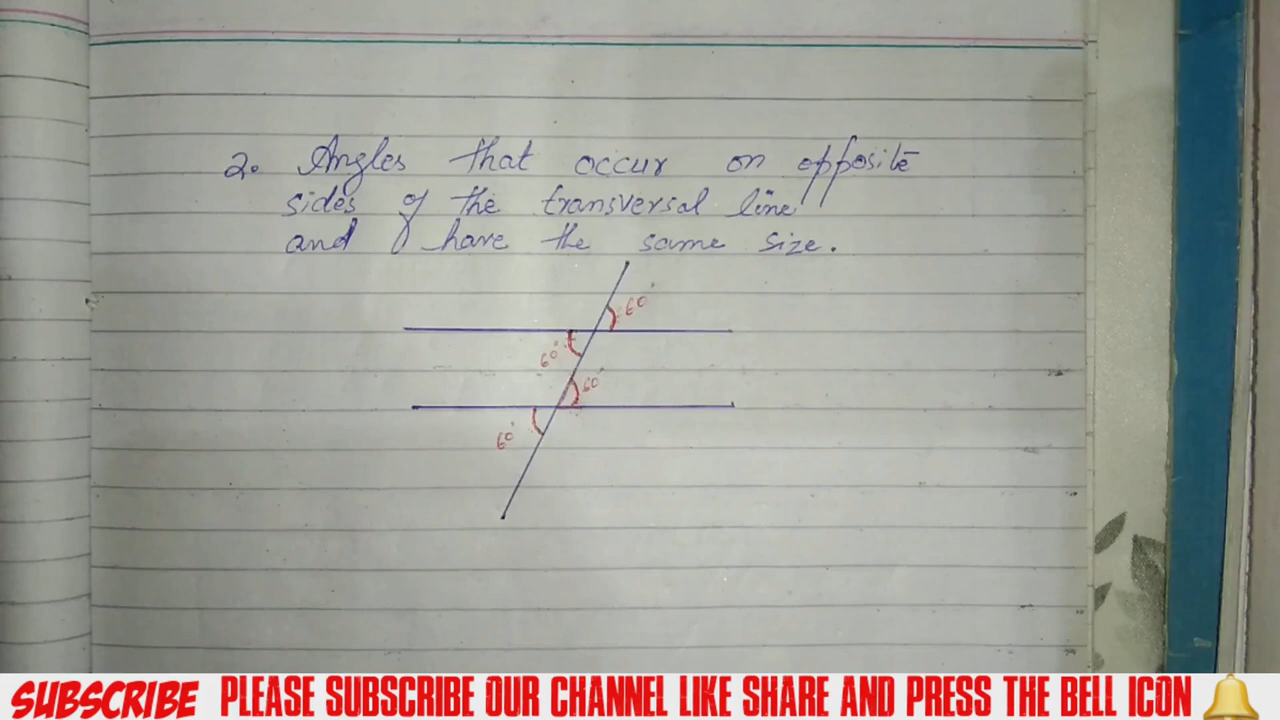 2. Angles that occur on opposite
sides of the transversal line
and have the same size.
60°
60°
60°
60°
SUBSCRIBE PLEASE SUBSCRIBE OUR CHANNEL LIKE SHARE AND PRESS THE BELL ICON